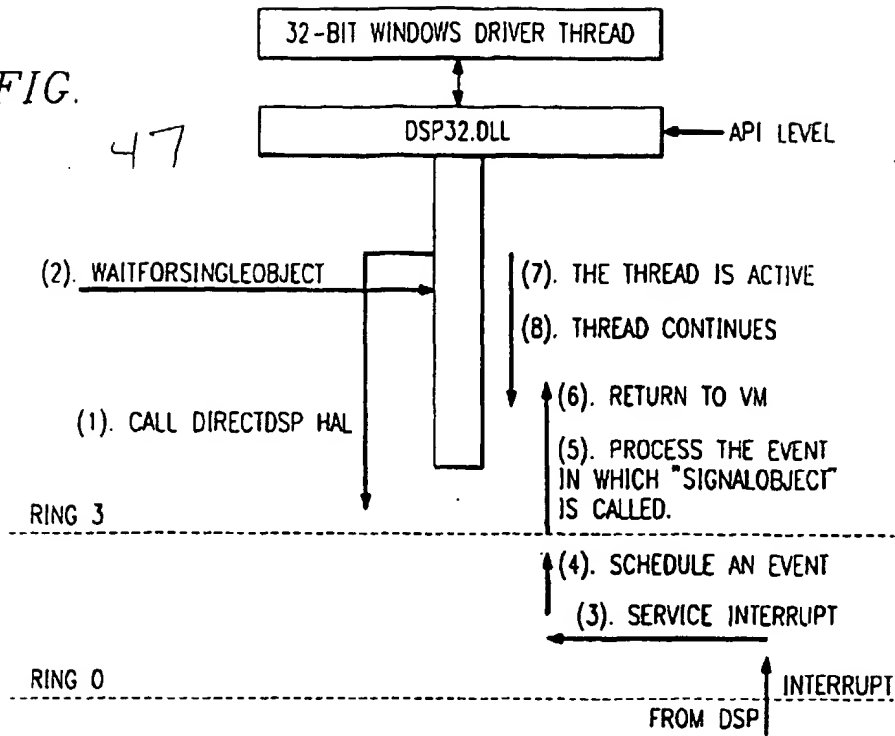 32-BIT WINDOWS DRIVER THREAD
FIG.
47
DSP32.DLL
API LEVEL
(2). WAITFORSINGLEOBJECT
(7). THE THREAD IS ACTIVE
(8). THREAD CONTINUES
(1). CALL DIRECTDSP HAL
(6). RETURN TO VM
(5). PROCESS THE EVENT
IN WHICH "SIGNALOBJECT"
IS CALLED.
RING 3
(4). SCHEDULE AN EVENT
(3). SERVICE INTERRUPT
RING 0
INTERRUPT
FROM DSP